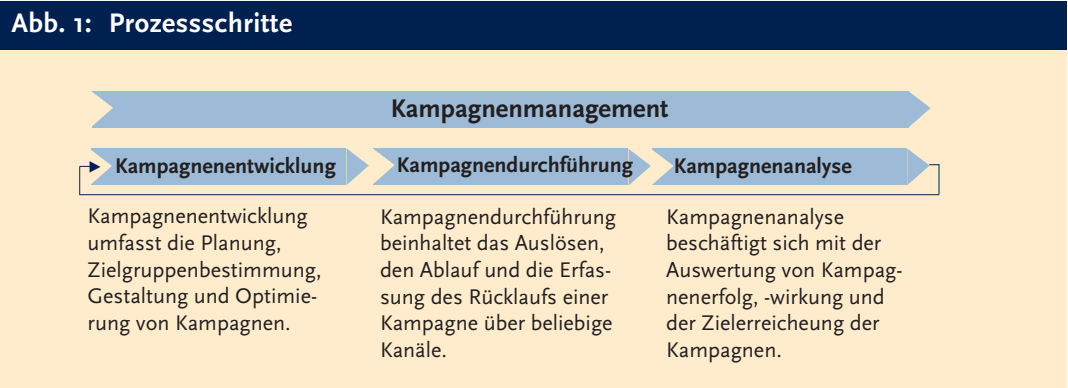 Abb. 1: Prozessschritte
Kampagnenmanagement
Kampagnenentwicklung
Kampagnendurchführung
Kampagnenanalyse
Kampagnenentwicklung
umfasst die Planung,
Zielgruppenbestimmung,
Gestaltung und Optimie-
rung von Kampagnen.
Kampagnendurchführung
beinhaltet das Auslösen,
den Ablauf und die Erfas-
sung des Rücklaufs einer
Kampagne über beliebige
Kanäle.
Kampagnenanalyse
beschäftigt sich mit der
Auswertung von Kampag-
nenerfolg, -wirkung und
der Zielerreicheung der
Kampagnen.